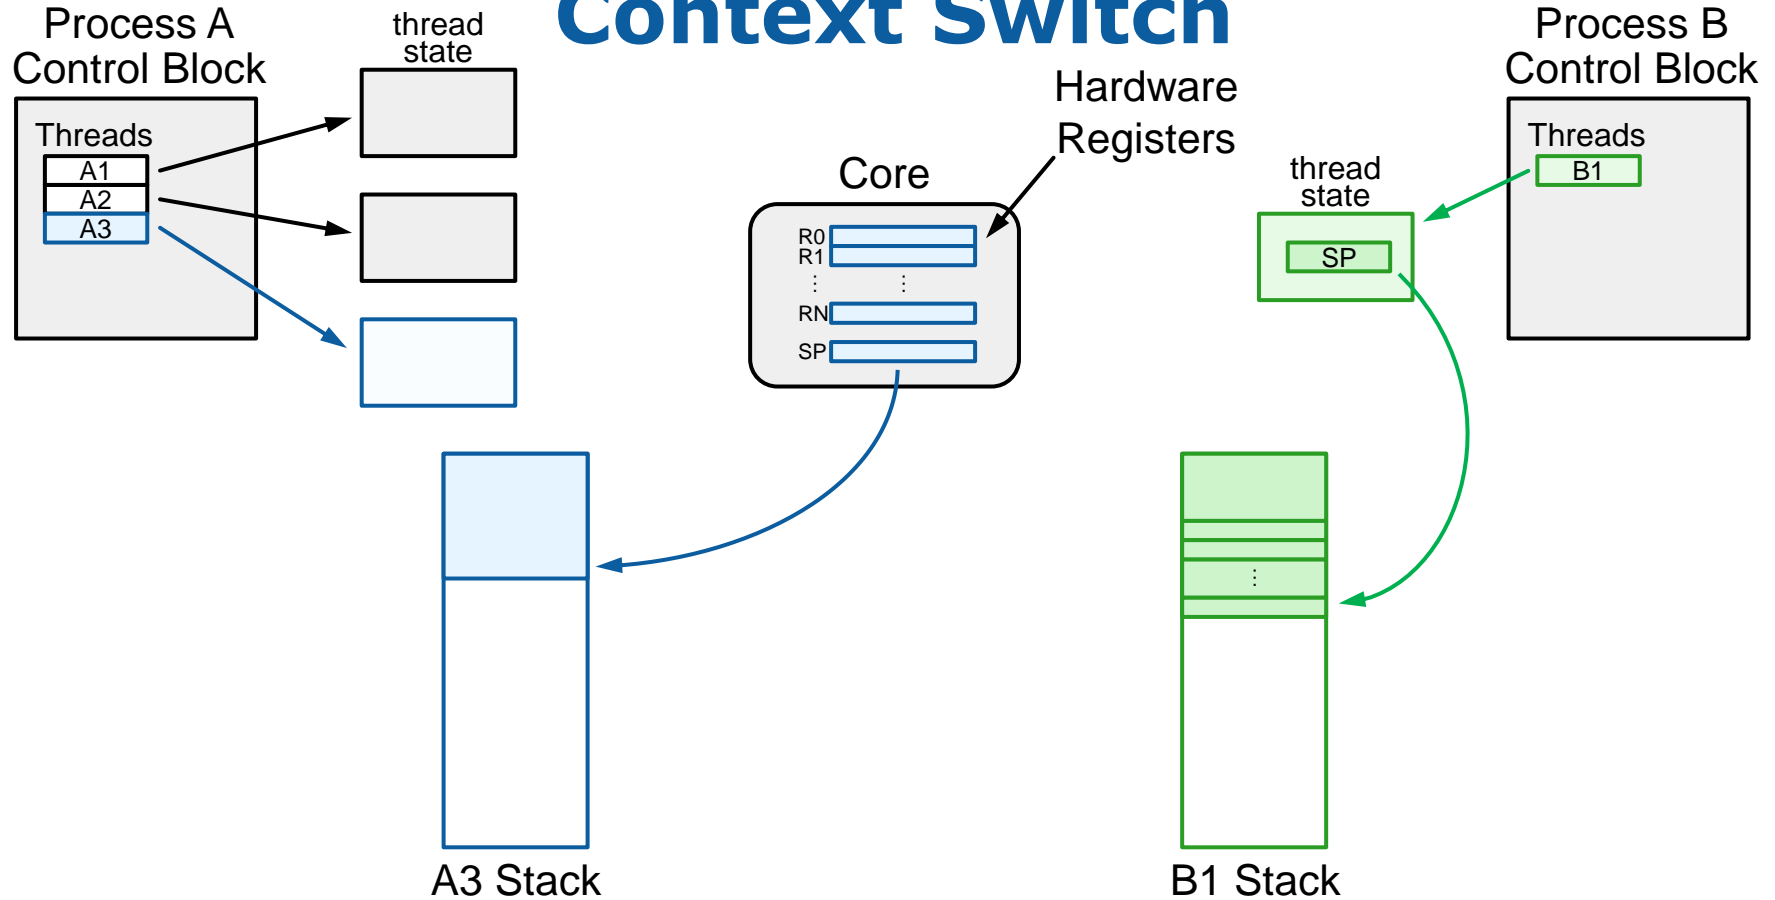 Context Switch
Process A
Control Block
Threads
A1
A2
A3
thread
state
Core
R0
R1
⋮ ⋮
RN
SP
Hardware
Registers
thread
state
SP
Process B
Control Block
Threads
B1
⋮
A3 Stack
B1 Stack